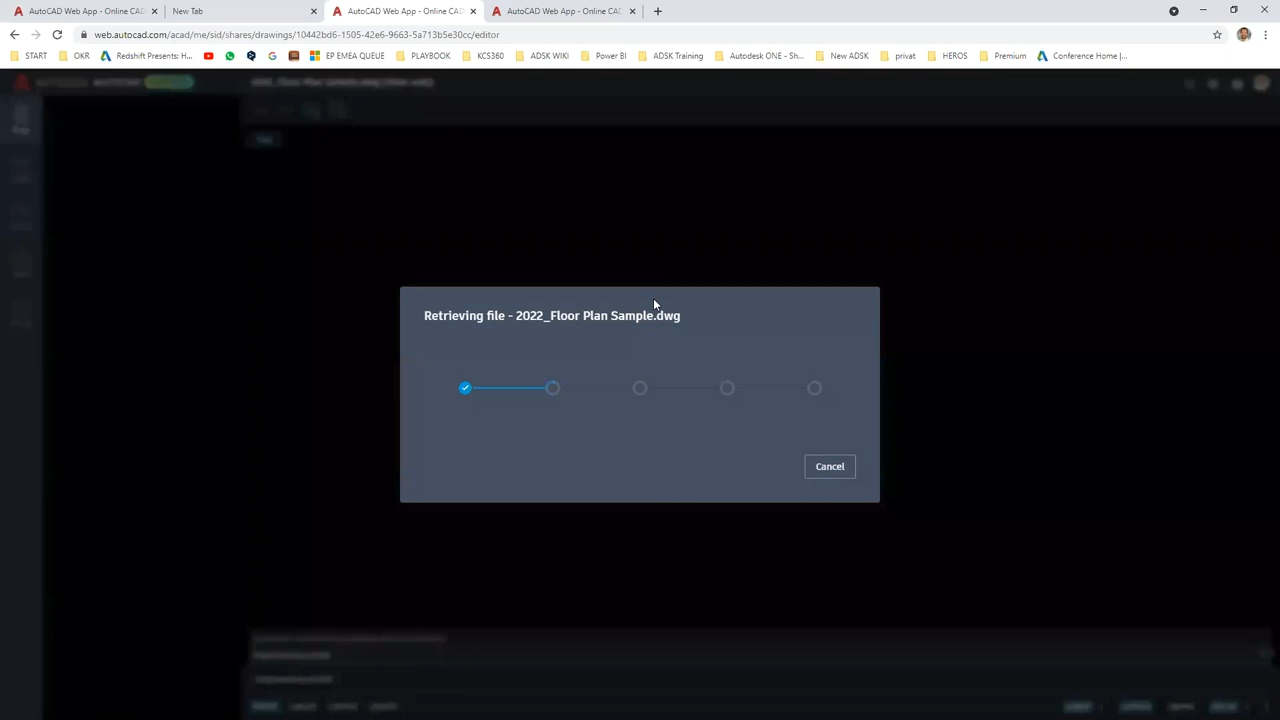 AutoCAD Web App - Online CAD
New Tab
AutoCAD Web App - Online CAD
AutoCAD Web App - Online CAD
web.autocad.com/acad/me/sid/shares/drawings/10442bd6-1505-42e6-9663-5a713b5e30cc/editor
START
OKR
Redshift Presents: H...
EP EMEA QUEUE
PLAYBOOK
KCS360
ADSK WIKI
Power BI
ADSK Training
Autodesk ONE - Sh...
New ADSK
privat
HEROS
Premium
Conference Home |...
Retrieving file - 2022_Floor Plan Sample.dwg
Cancel